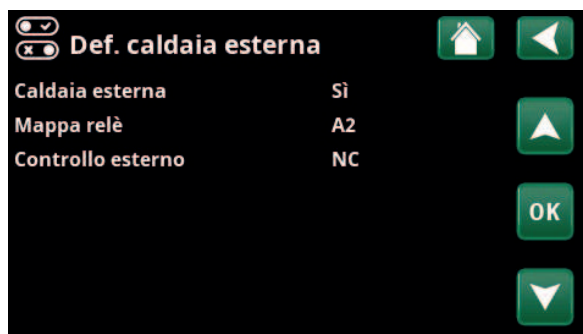 Def. caldaia esterna
Caldaia esterna Sì
Mappa relè A2
Controllo esterno NC
OK